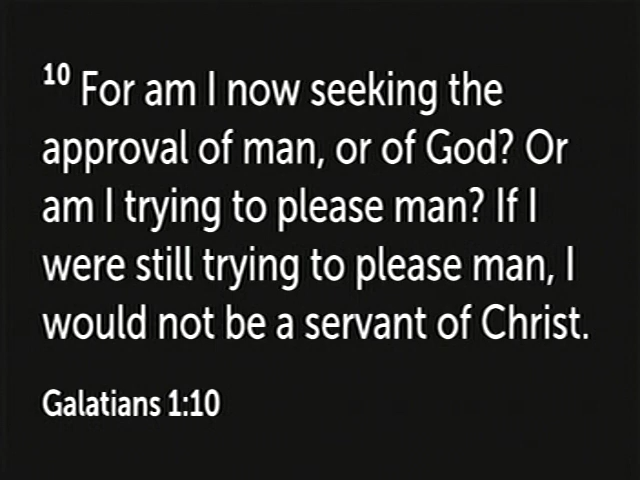 10 For am I now seeking the
approval of man, or of God? Or
am I trying to please man? If I
were still trying to please man, I
would not be a servant of Christ.
Galatians 1:10